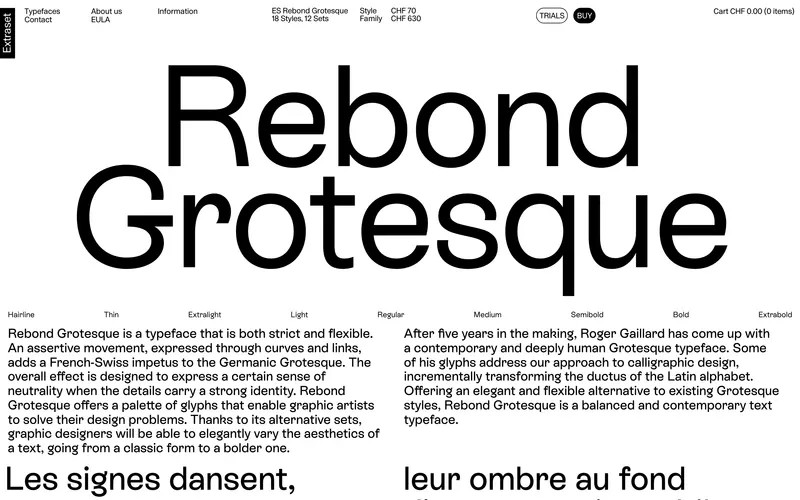 Extraset
Typefaces
Contact
About us
EULA
Information
ES Rebond Grotesque
18 Styles, 12 Sets
Style CHF 70
Family CHF 630
TRIALS
BUY
Cart CHF 0.00 (0 items)
Rebond
Grotesque
Hairline Thin Extralight Light Regular Medium Semibold Bold Extrabold
Rebond Grotesque is a typeface that is both strict and flexible.
An assertive movement, expressed through curves and links,
adds a French-Swiss impetus to the Germanic Grotesque. The
overall effect is designed to express a certain sense of
neutrality when the details carry a strong identity. Rebond
Grotesque offers a palette of glyphs that enable graphic artists
to solve their design problems. Thanks to its alternative sets,
graphic designers will be able to elegantly vary the aesthetics of
a text, going from a classic form to a bolder one.
After five years in the making, Roger Gaillard has come up with
a contemporary and deeply human Grotesque typeface. Some
of his glyphs address our approach to calligraphic design,
incrementally transforming the ductus of the Latin alphabet.
Offering an elegant and flexible alternative to existing Grotesque
styles, Rebond Grotesque is a balanced and contemporary text
typeface.
Les signes dansent,
leur ombre au fond